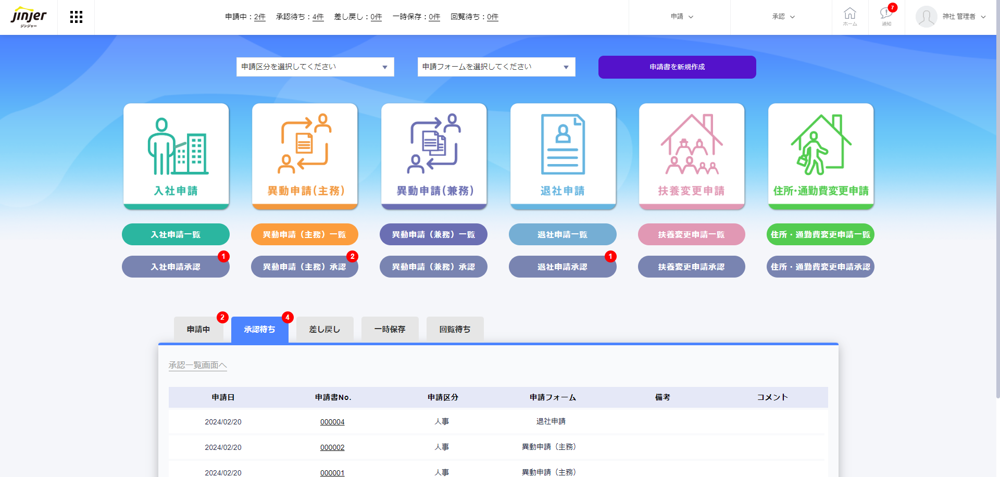 jinjer
ジンジャー
申請中：2件 承認待ち：4件 差し戻し：0件 一時保存：0件 回覧待ち：0件
申請 承認 ホーム 通知 7 神社 管理者
申請区分を選択してください 申請フォームを選択してください 申請書を新規作成
入社申請 異動申請(主務) 異動申請(兼務) 退社申請 扶養変更申請 住所・通勤費変更申請
入社申請一覧 異動申請（主務）一覧 異動申請（兼務）一覧 退社申請一覧 扶養変更申請一覧 住所・通勤費変更申請一覧
1 2 1
入社申請承認 異動申請（主務）承認 異動申請（兼務）承認 退社申請承認 扶養変更申請承認 住所・通勤費変更申請承認
2 4
申請中 承認待ち 差し戻し 一時保存 回覧待ち
承認一覧画面へ
申請日 申請書No. 申請区分 申請フォーム 備考 コメント
2024/02/20 000004 人事 退社申請
2024/02/20 000002 人事 異動申請（主務）
2024/02/20 000001 人事 異動申請（主務）